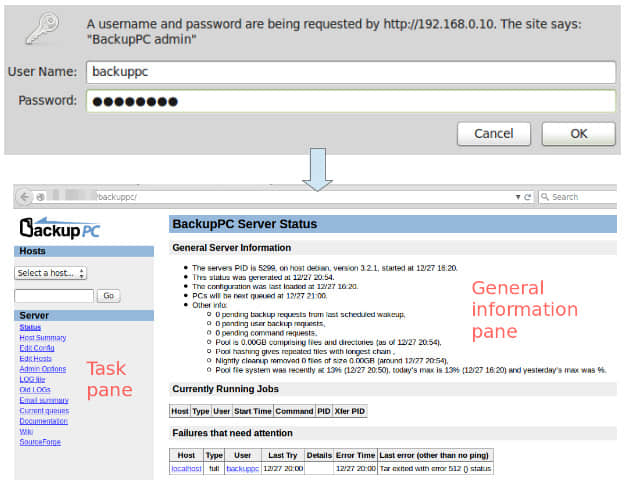 A username and password are being requested by http://192.168.0.10. The site says:
"BackupPC admin"
User Name: backuppc
Password: ●●●●●●●●
Cancel OK
/backuppc/
Search
BackupPC
Hosts
Select a host...
Go
Server
Status
Host Summary
Edit Config
Edit Hosts
Admin Options
LOG file
Old LOGs
Email summary
Current queues
Documentation
Wiki
SourceForge
Task
pane
BackupPC Server Status
General Server Information
• The servers PID is 5299, on host debian, version 3.2.1, started at 12/27 16:20.
• This status was generated at 12/27 20:54.
• The configuration was last loaded at 12/27 16:20.
• PCs will be next queued at 12/27 21:00.
• Other info:
○ 0 pending backup requests from last scheduled wakeup,
○ 0 pending user backup requests,
○ 0 pending command requests,
○ Pool is 0.00GB comprising files and directories (as of 12/27 20:54),
○ Pool hashing gives repeated files with longest chain ,
○ Nightly cleanup removed 0 files of size 0.00GB (around 12/27 20:54),
○ Pool file system was recently at 13% (12/27 20:50), today's max is 13% (12/27 16:20) and yesterday's max was %.
General
information
pane
Currently Running Jobs
Host Type User Start Time Command PID Xfer PID
Failures that need attention
Host Type User Last Try Details Error Time Last error (other than no ping)
localhost full backuppc 12/27 20:00 12/27 20:00 Tar exited with error 512 () status